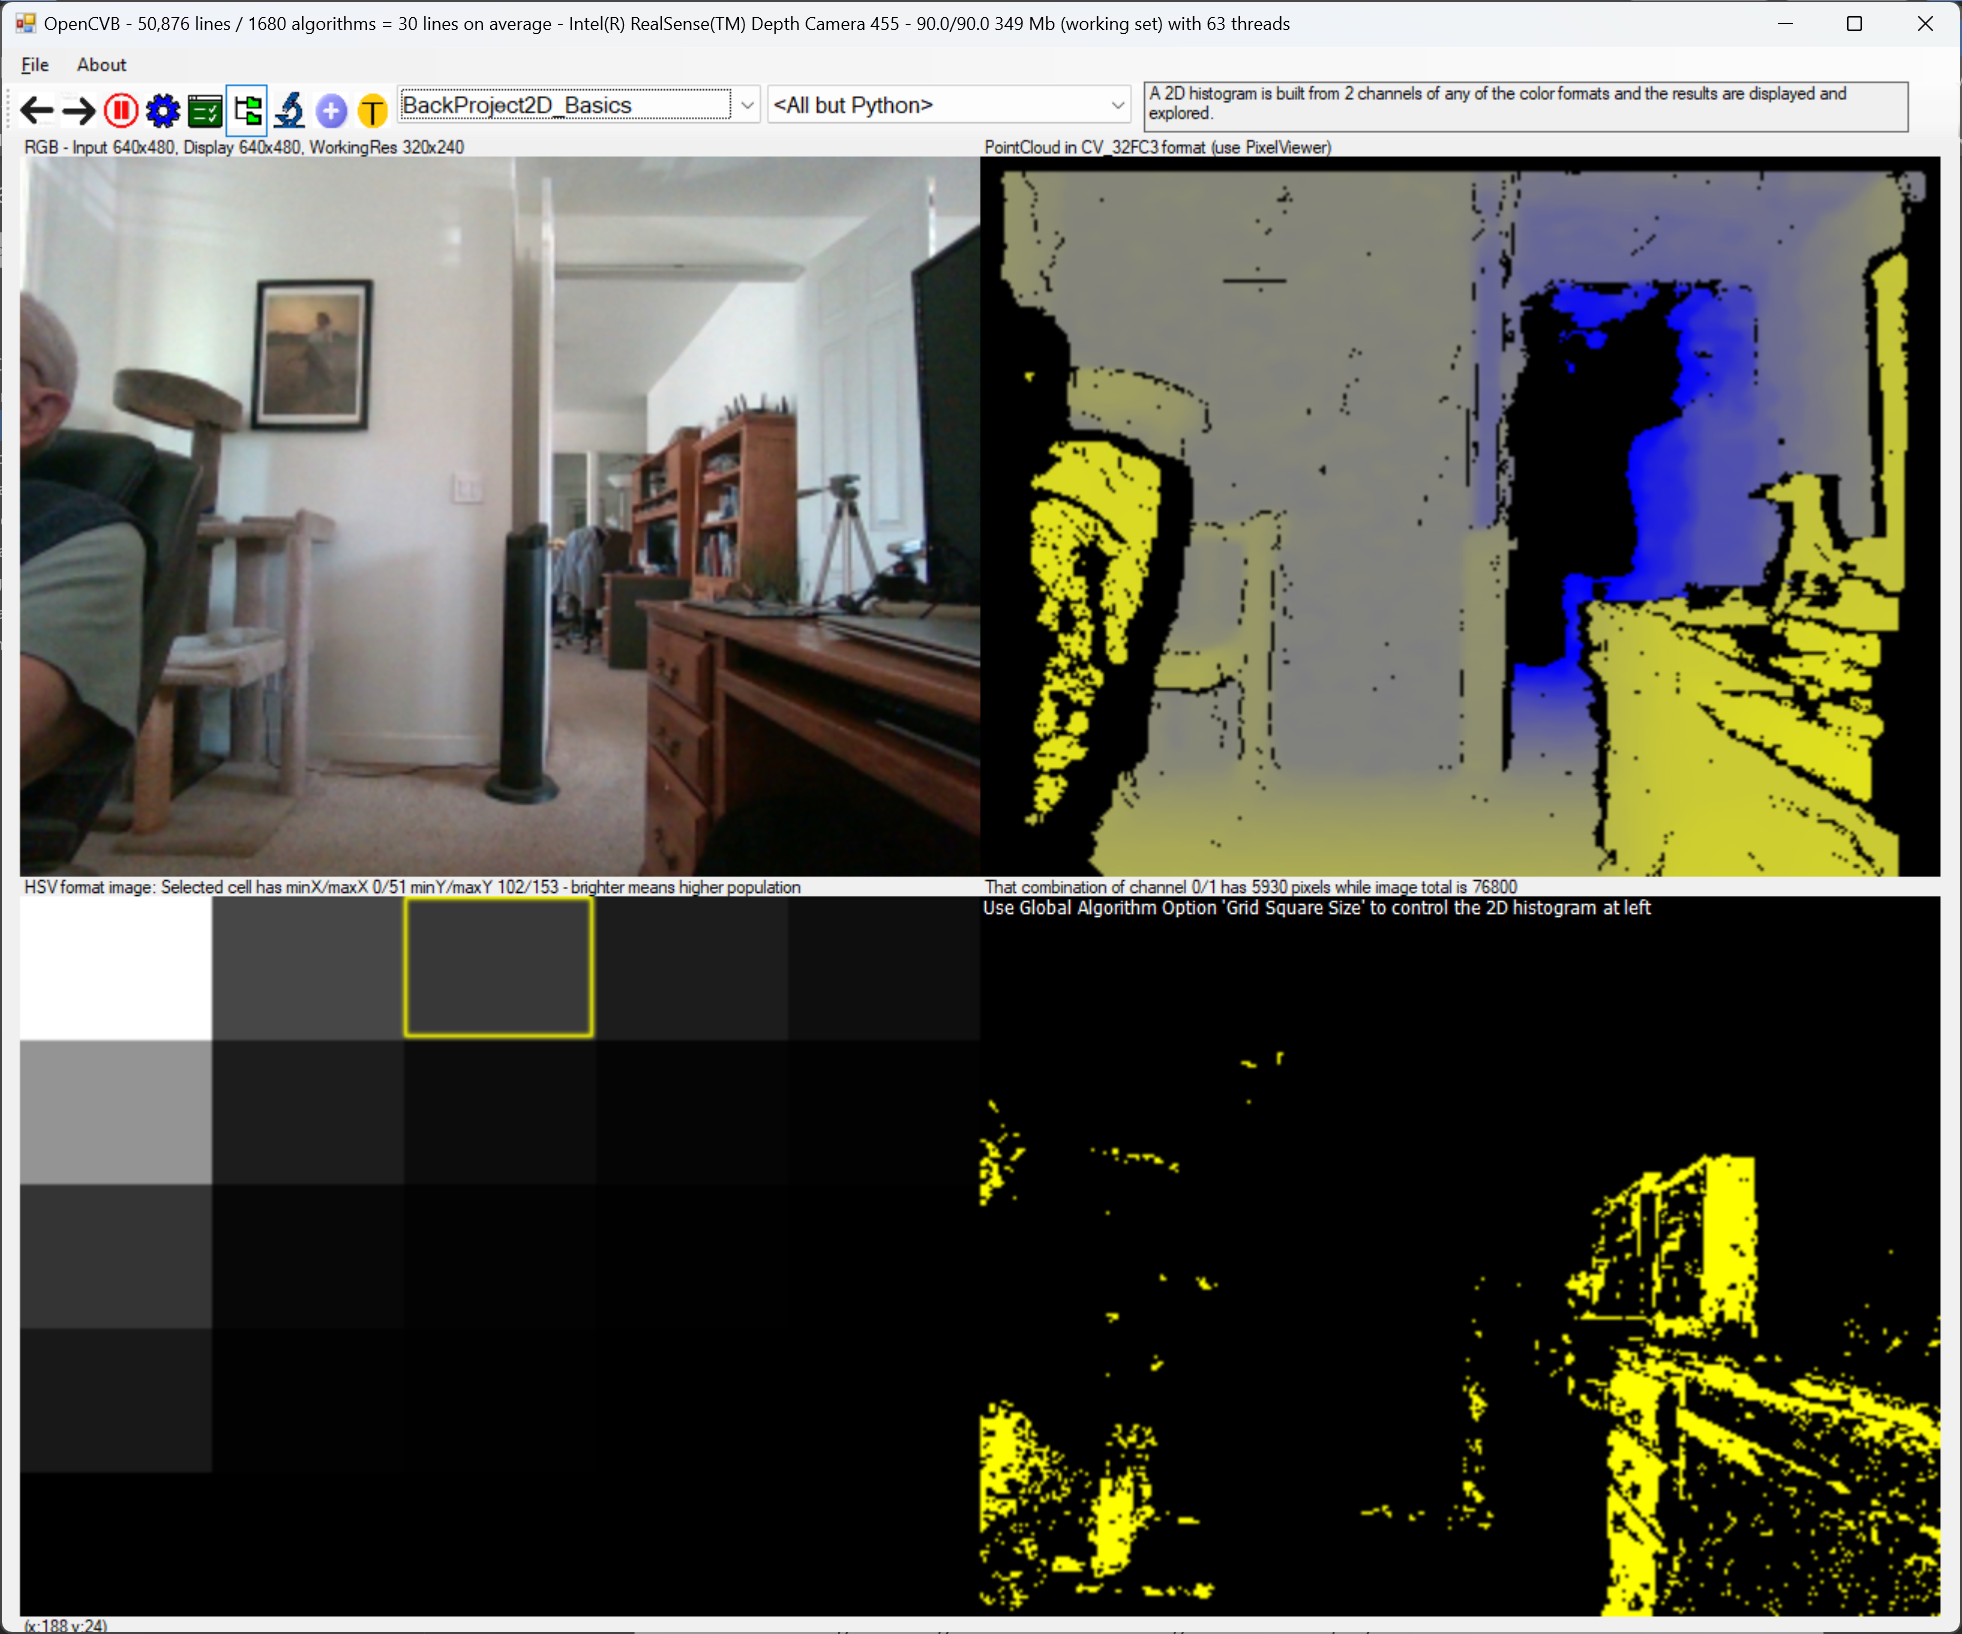 OpenCVB - 50,876 lines / 1680 algorithms = 30 lines on average - Intel(R) RealSense(TM) Depth Camera 455 - 90.0/90.0 349 Mb (working set) with 63 threads
File About
T BackProject2D_Basics <All but Python> A 2D histogram is built from 2 channels of any of the color formats and the results are displayed and
explored.
RGB - Input 640x480, Display 640x480, WorkingRes 320x240
PointCloud in CV_32FC3 format (use PixelViewer)
HSV format image: Selected cell has minX/maxX 0/51 minY/maxY 102/153 - brighter means higher population
That combination of channel 0/1 has 5930 pixels while image total is 76800
Use Global Algorithm Option 'Grid Square Size' to control the 2D histogram at left
(x:188 y:24)